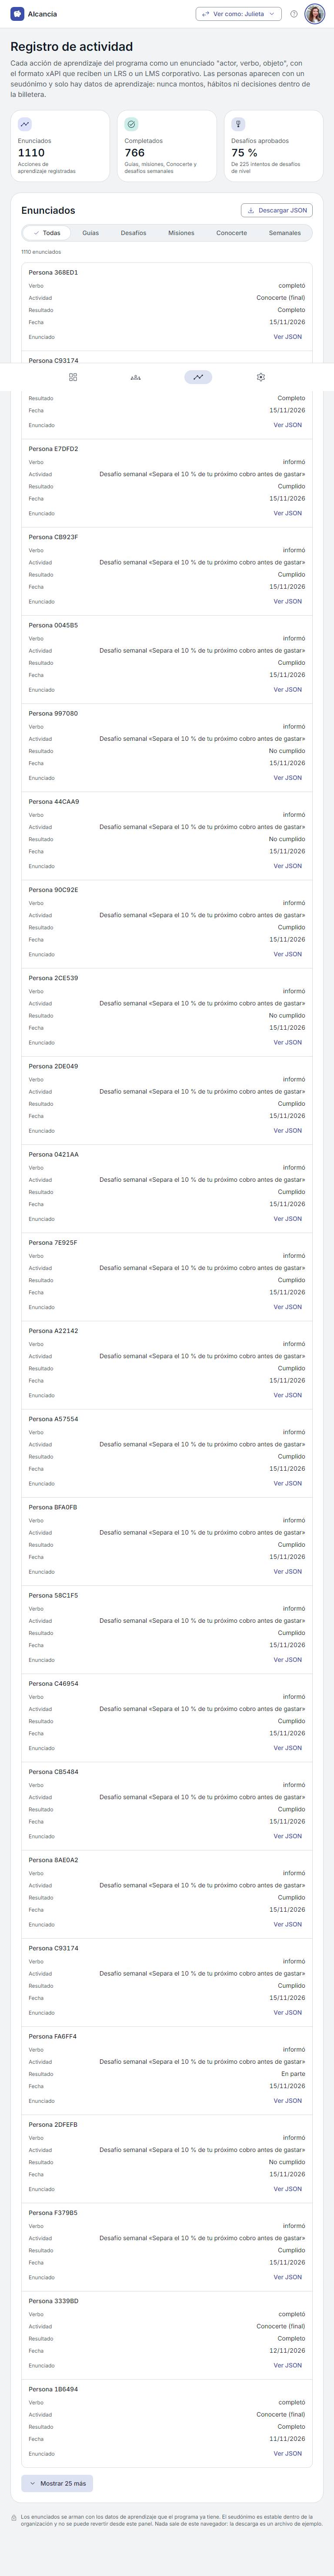 Alcancía
Ver como: Julieta
Registro de actividad
Cada acción de aprendizaje del programa como un enunciado "actor, verbo, objeto", con
el formato xAPI que reciben un LRS o un LMS corporativo. Las personas aparecen con un
seudónimo y solo hay datos de aprendizaje: nunca montos, hábitos ni decisiones dentro de
la billetera.
Enunciados
1110
Acciones de
aprendizaje registradas
Completados
766
Guías, misiones, Conocerte y
desafíos semanales
Desafíos aprobados
75 %
De 225 intentos de desafíos
de nivel
Enunciados
Descargar JSON
Todas
Guías
Desafíos
Misiones
Conocerte
Semanales
1110 enunciados
Persona 368ED1
Verbo
completó
Actividad
Conocerte (final)
Resultado
Completo
Fecha
15/11/2026
Enunciado
Ver JSON
Persona C93174
Resultado
Completo
Fecha
15/11/2026
Enunciado
Ver JSON
Persona E7DFD2
Verbo
informó
Actividad
Desafío semanal «Separa el 10 % de tu próximo cobro antes de gastar»
Resultado
Cumplido
Fecha
15/11/2026
Enunciado
Ver JSON
Persona CB923F
Verbo
informó
Actividad
Desafío semanal «Separa el 10 % de tu próximo cobro antes de gastar»
Resultado
Cumplido
Fecha
15/11/2026
Enunciado
Ver JSON
Persona 0045B5
Verbo
informó
Actividad
Desafío semanal «Separa el 10 % de tu próximo cobro antes de gastar»
Resultado
Cumplido
Fecha
15/11/2026
Enunciado
Ver JSON
Persona 997080
Verbo
informó
Actividad
Desafío semanal «Separa el 10 % de tu próximo cobro antes de gastar»
Resultado
No cumplido
Fecha
15/11/2026
Enunciado
Ver JSON
Persona 44CAA9
Verbo
informó
Actividad
Desafío semanal «Separa el 10 % de tu próximo cobro antes de gastar»
Resultado
No cumplido
Fecha
15/11/2026
Enunciado
Ver JSON
Persona 90C92E
Verbo
informó
Actividad
Desafío semanal «Separa el 10 % de tu próximo cobro antes de gastar»
Resultado
Cumplido
Fecha
15/11/2026
Enunciado
Ver JSON
Persona 2CE539
Verbo
informó
Actividad
Desafío semanal «Separa el 10 % de tu próximo cobro antes de gastar»
Resultado
No cumplido
Fecha
15/11/2026
Enunciado
Ver JSON
Persona 2DE049
Verbo
informó
Actividad
Desafío semanal «Separa el 10 % de tu próximo cobro antes de gastar»
Resultado
Cumplido
Fecha
15/11/2026
Enunciado
Ver JSON
Persona 0421AA
Verbo
informó
Actividad
Desafío semanal «Separa el 10 % de tu próximo cobro antes de gastar»
Resultado
Cumplido
Fecha
15/11/2026
Enunciado
Ver JSON
Persona 7E925F
Verbo
informó
Actividad
Desafío semanal «Separa el 10 % de tu próximo cobro antes de gastar»
Resultado
Cumplido
Fecha
15/11/2026
Enunciado
Ver JSON
Persona A22142
Verbo
informó
Actividad
Desafío semanal «Separa el 10 % de tu próximo cobro antes de gastar»
Resultado
Cumplido
Fecha
15/11/2026
Enunciado
Ver JSON
Persona A57554
Verbo
informó
Actividad
Desafío semanal «Separa el 10 % de tu próximo cobro antes de gastar»
Resultado
Cumplido
Fecha
15/11/2026
Enunciado
Ver JSON
Persona BFA0FB
Verbo
informó
Actividad
Desafío semanal «Separa el 10 % de tu próximo cobro antes de gastar»
Resultado
Cumplido
Fecha
15/11/2026
Enunciado
Ver JSON
Persona 58C1F5
Verbo
informó
Actividad
Desafío semanal «Separa el 10 % de tu próximo cobro antes de gastar»
Resultado
Cumplido
Fecha
15/11/2026
Enunciado
Ver JSON
Persona C46954
Verbo
informó
Actividad
Desafío semanal «Separa el 10 % de tu próximo cobro antes de gastar»
Resultado
Cumplido
Fecha
15/11/2026
Enunciado
Ver JSON
Persona CB5484
Verbo
informó
Actividad
Desafío semanal «Separa el 10 % de tu próximo cobro antes de gastar»
Resultado
Cumplido
Fecha
15/11/2026
Enunciado
Ver JSON
Persona 8AE0A2
Verbo
informó
Actividad
Desafío semanal «Separa el 10 % de tu próximo cobro antes de gastar»
Resultado
Cumplido
Fecha
15/11/2026
Enunciado
Ver JSON
Persona C93174
Verbo
informó
Actividad
Desafío semanal «Separa el 10 % de tu próximo cobro antes de gastar»
Resultado
Cumplido
Fecha
15/11/2026
Enunciado
Ver JSON
Persona FA6FF4
Verbo
informó
Actividad
Desafío semanal «Separa el 10 % de tu próximo cobro antes de gastar»
Resultado
En parte
Fecha
15/11/2026
Enunciado
Ver JSON
Persona 2DFEFB
Verbo
informó
Actividad
Desafío semanal «Separa el 10 % de tu próximo cobro antes de gastar»
Resultado
No cumplido
Fecha
15/11/2026
Enunciado
Ver JSON
Persona F379B5
Verbo
informó
Actividad
Desafío semanal «Separa el 10 % de tu próximo cobro antes de gastar»
Resultado
Cumplido
Fecha
15/11/2026
Enunciado
Ver JSON
Persona 3339BD
Verbo
completó
Actividad
Conocerte (final)
Resultado
Completo
Fecha
12/11/2026
Enunciado
Ver JSON
Persona 1B6494
Verbo
completó
Actividad
Conocerte (final)
Resultado
Completo
Fecha
11/11/2026
Enunciado
Ver JSON
Mostrar 25 más
Los enunciados se arman con los datos de aprendizaje que el programa ya tiene. El seudónimo es estable dentro de la
organización y no se puede revertir desde este panel. Nada sale de este navegador: la descarga es un archivo de ejemplo.